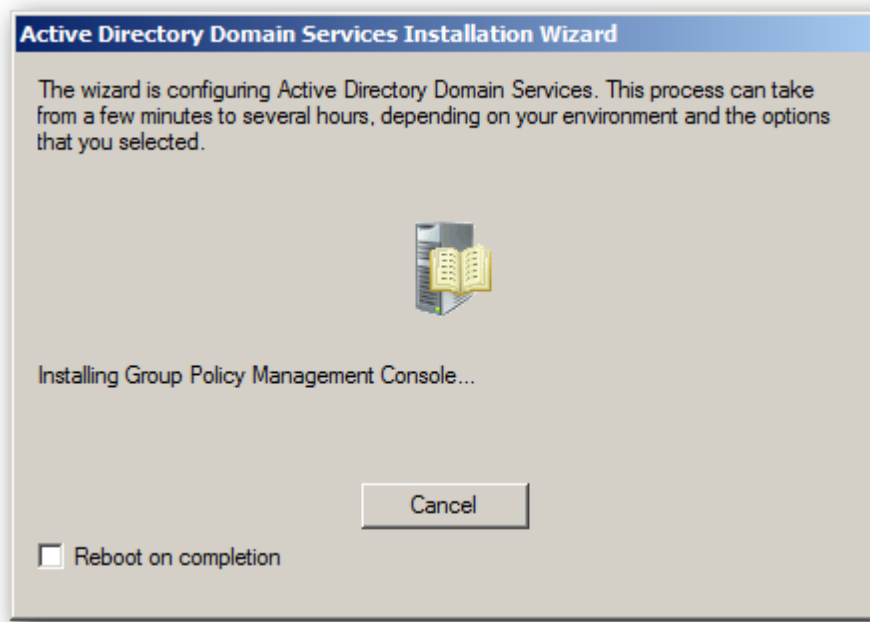 Active Directory Domain Services Installation Wizard
The wizard is configuring Active Directory Domain Services. This process can take
from a few minutes to several hours, depending on your environment and the options
that you selected.
Installing Group Policy Management Console...
Cancel
Reboot on completion